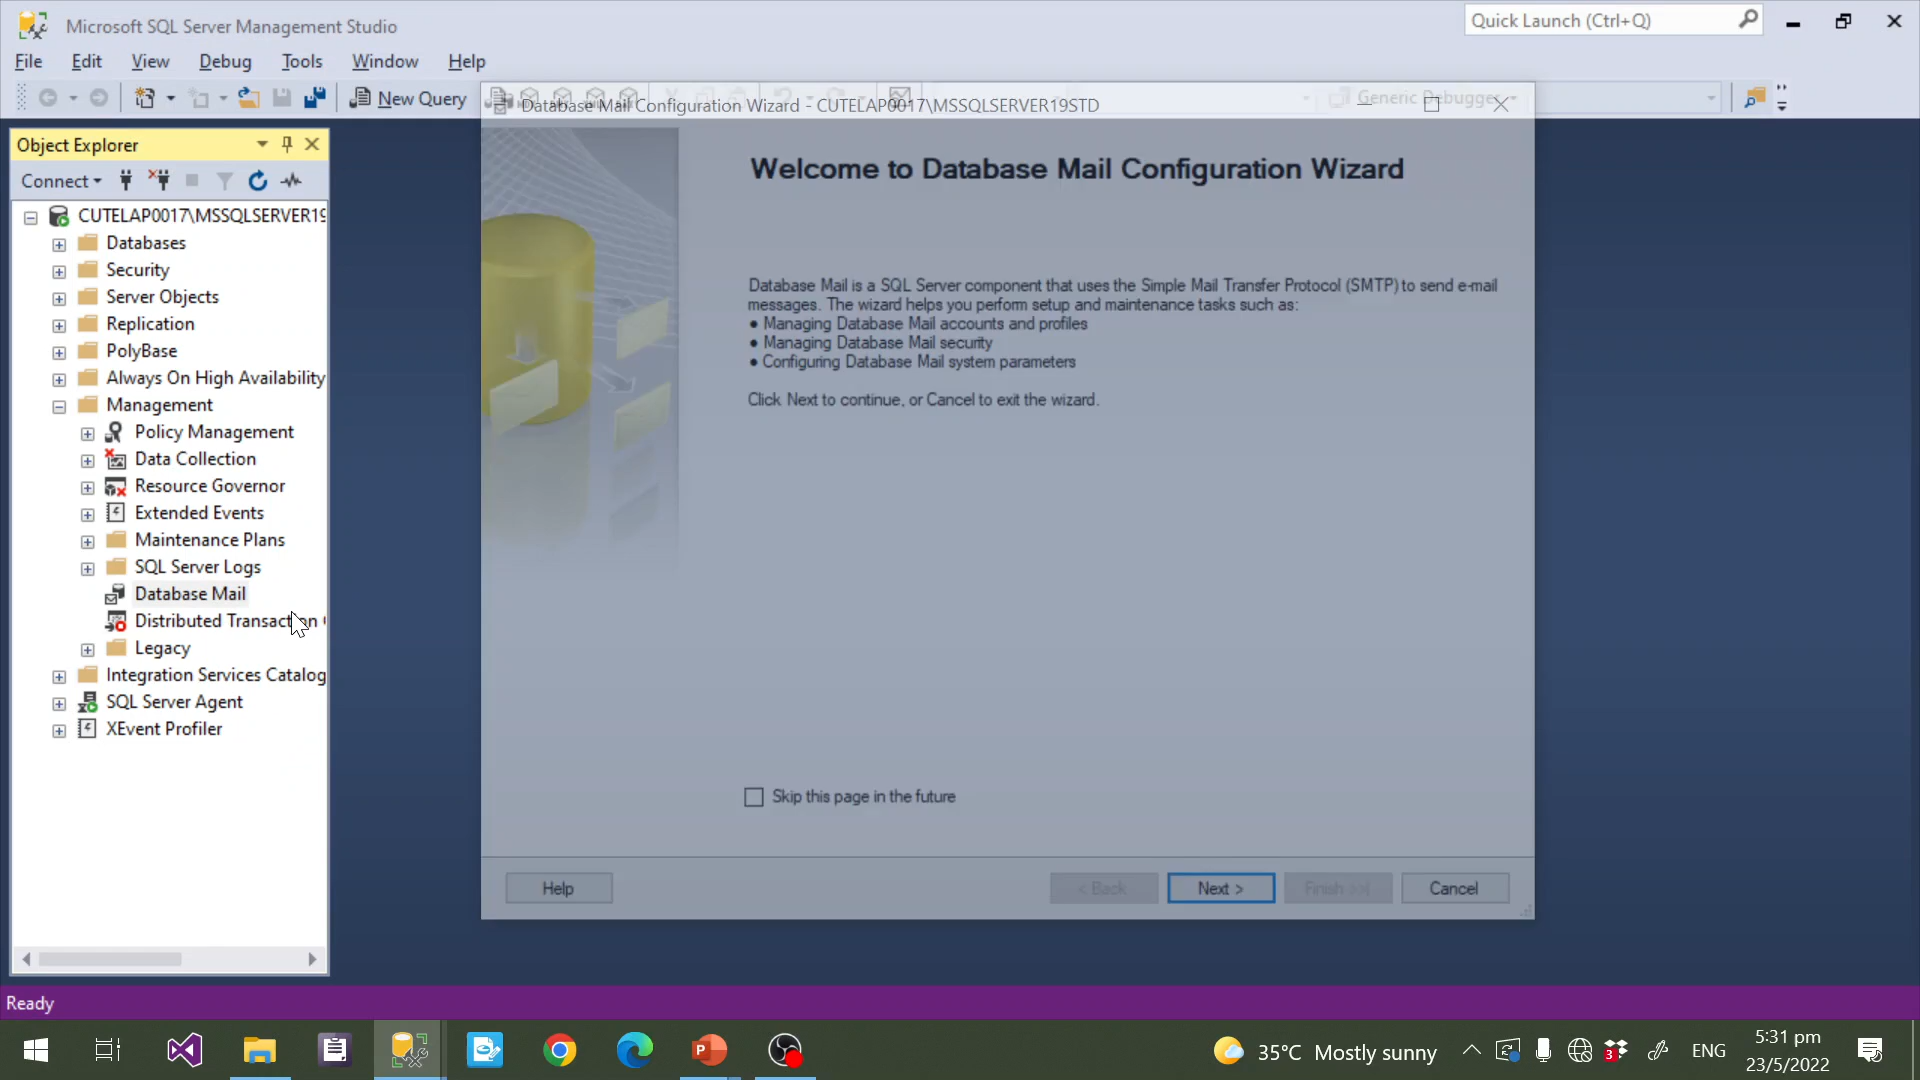 Microsoft SQL Server Management Studio
Quick Launch (Ctrl+Q)
File Edit View Debug Tools Window Help
New Query
Generic Debugger
Database Mail Configuration Wizard - CUTELAP0017\MSSQLSERVER19STD
Object Explorer
Connect
CUTELAP0017\MSSQLSERVER19
Databases
Security
Server Objects
Replication
PolyBase
Always On High Availability
Management
Policy Management
Data Collection
Resource Governor
Extended Events
Maintenance Plans
SQL Server Logs
Database Mail
Distributed Transaction
Legacy
Integration Services Catalog
SQL Server Agent
XEvent Profiler
Welcome to Database Mail Configuration Wizard
Database Mail is a SQL Server component that uses the Simple Mail Transfer Protocol (SMTP) to send e-mail
messages. The wizard helps you perform setup and maintenance tasks such as:
● Managing Database Mail accounts and profiles
● Managing Database Mail security
● Configuring Database Mail system parameters
Click Next to continue, or Cancel to exit the wizard.
Skip this page in the future
Help
< Back
Next >
Finish >>|
Cancel
Ready
35°C Mostly sunny
3
ENG
5:31 pm
23/5/2022